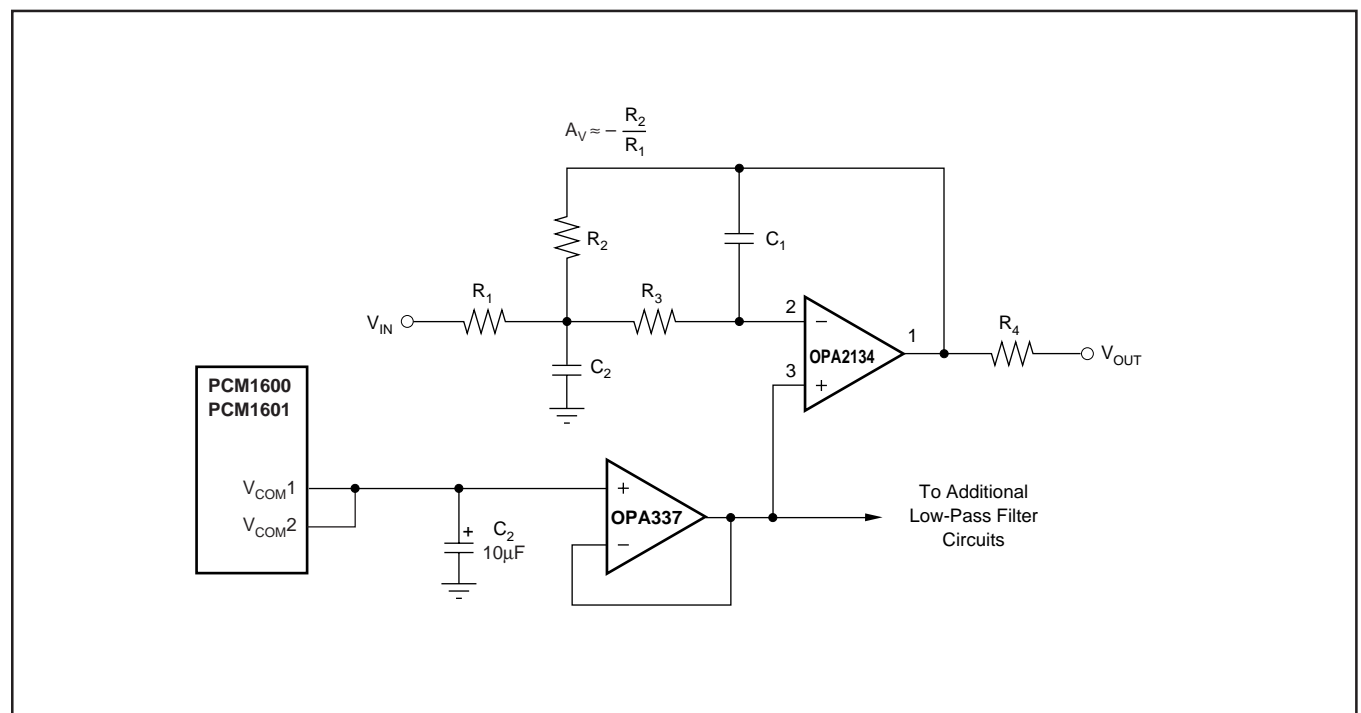 A_V ≈ − R_2 / R_1
R_2
C_1
R_1
R_3
V_IN
2
−
OPA2134
1
R_4
V_OUT
3
+
C_2
PCM1600
PCM1601
V_COM1
V_COM2
+
C_2
10µF
+
OPA337
−
To Additional
Low-Pass Filter
Circuits